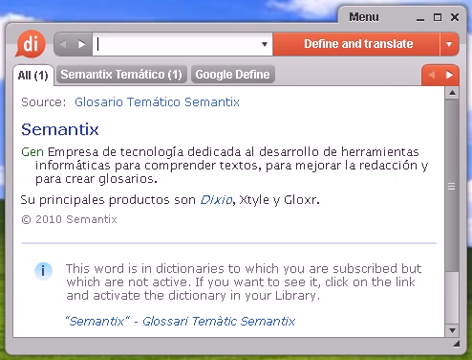 Menu
di
Define and translate
All (1)
Semantix Temático (1)
Google Define
Source: Glosario Temático Semantix
Semantix
Gen Empresa de tecnología dedicada al desarrollo de herramientas
informáticas para comprender textos, para mejorar la redacción y
para crear glosarios.
Su principales productos son Dixio, Xtyle y Gloxr.
© 2010 Semantix
This word is in dictionaries to which you are subscribed but
which are not active. If you want to see it, click on the link
and activate the dictionary in your Library.
"Semantix" - Glossari Temàtic Semantix